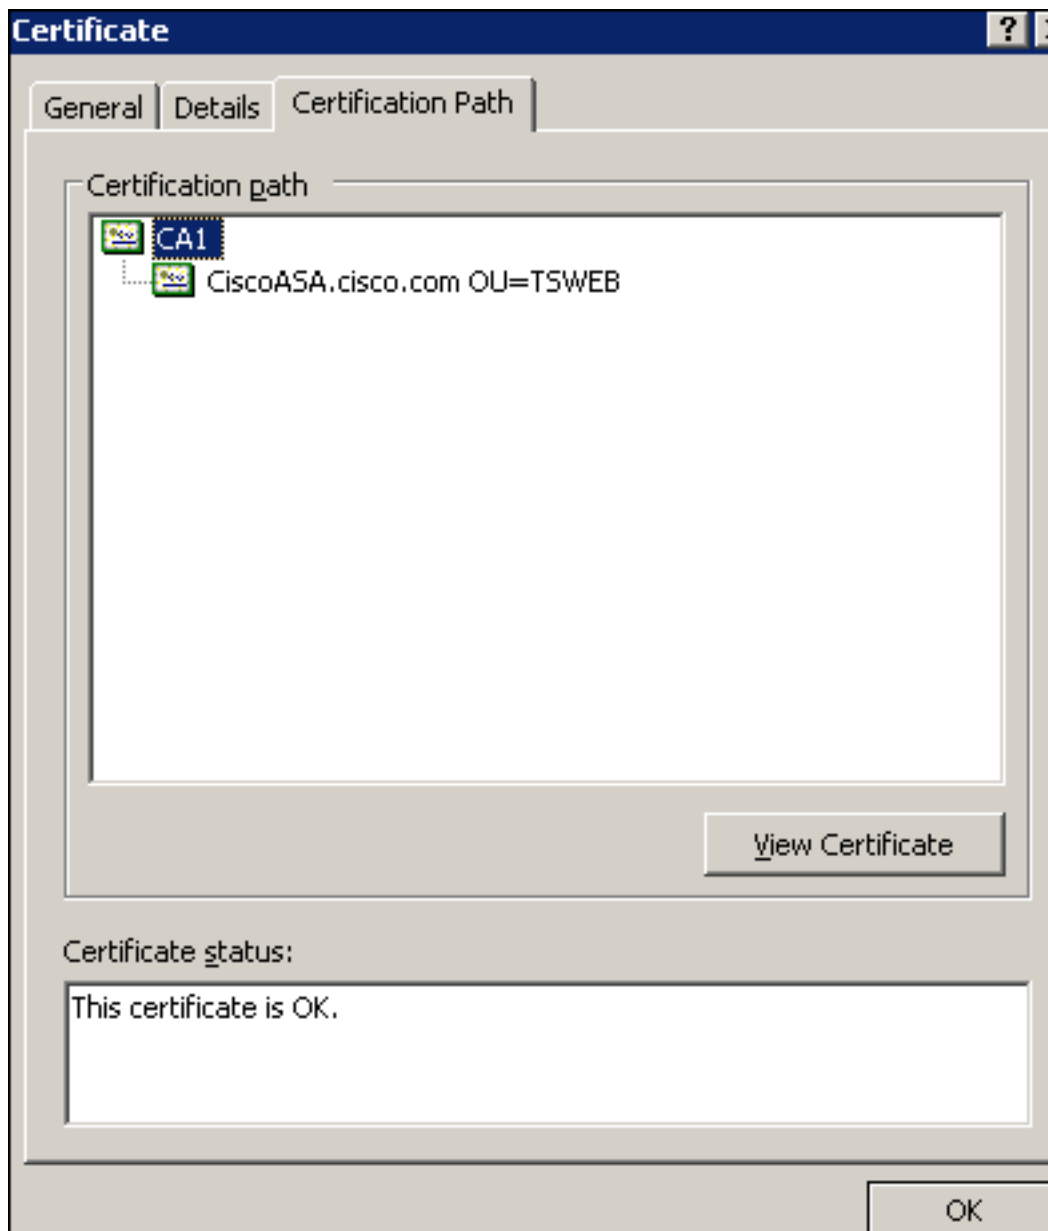 Certificate ?
General Details Certification Path
Certification path
CA1
CiscoASA.cisco.com OU=TSWEB
View Certificate
Certificate status:
This certificate is OK.
OK